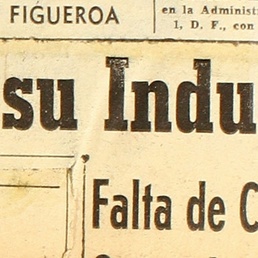 FIGUEROA
en la Administ
1, D. F., con
su Indu
Falta de C